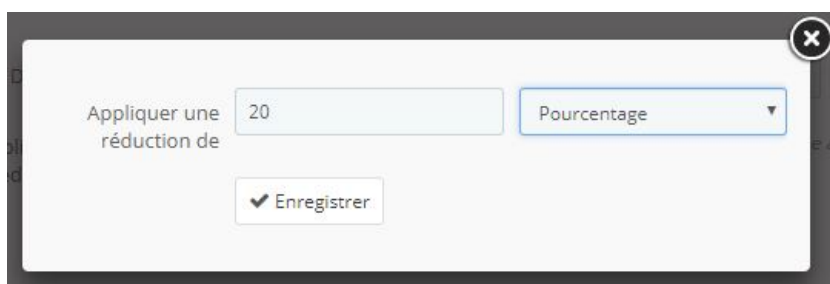 Appliquer une
réduction de
20
Pourcentage
Enregistrer